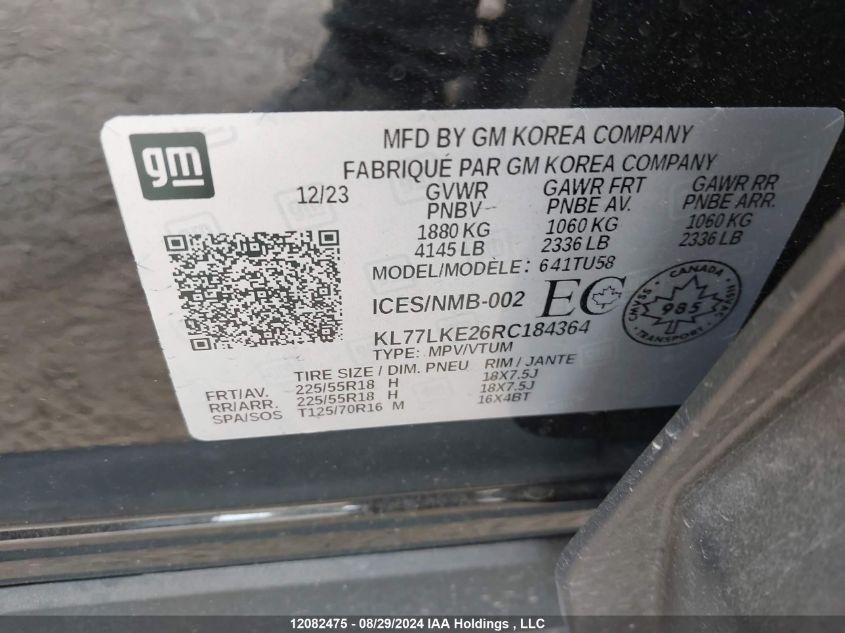 gm
MFD BY GM KOREA COMPANY
FABRIQUÉ PAR GM KOREA COMPANY
12/23 GVWR GAWR FRT GAWR RR
PNBV PNBE AV. PNBE ARR.
1880 KG 1060 KG 1060 KG
4145 LB 2336 LB 2336 LB
MODEL/MODÈLE: 641TU58
ICES/NMB-002 EC
CANADA
985
TRANSPORT
KL77LKE26RC184364
TYPE: MPV/VTUM
TIRE SIZE / DIM. PNEU RIM / JANTE
FRT/AV. 225/55R18 H 18X7.5J
RR/ARR. 225/55R18 H 18X7.5J
SPA/SOS T125/70R16 M 16X4BT
12082475 - 08/29/2024 IAA Holdings , LLC